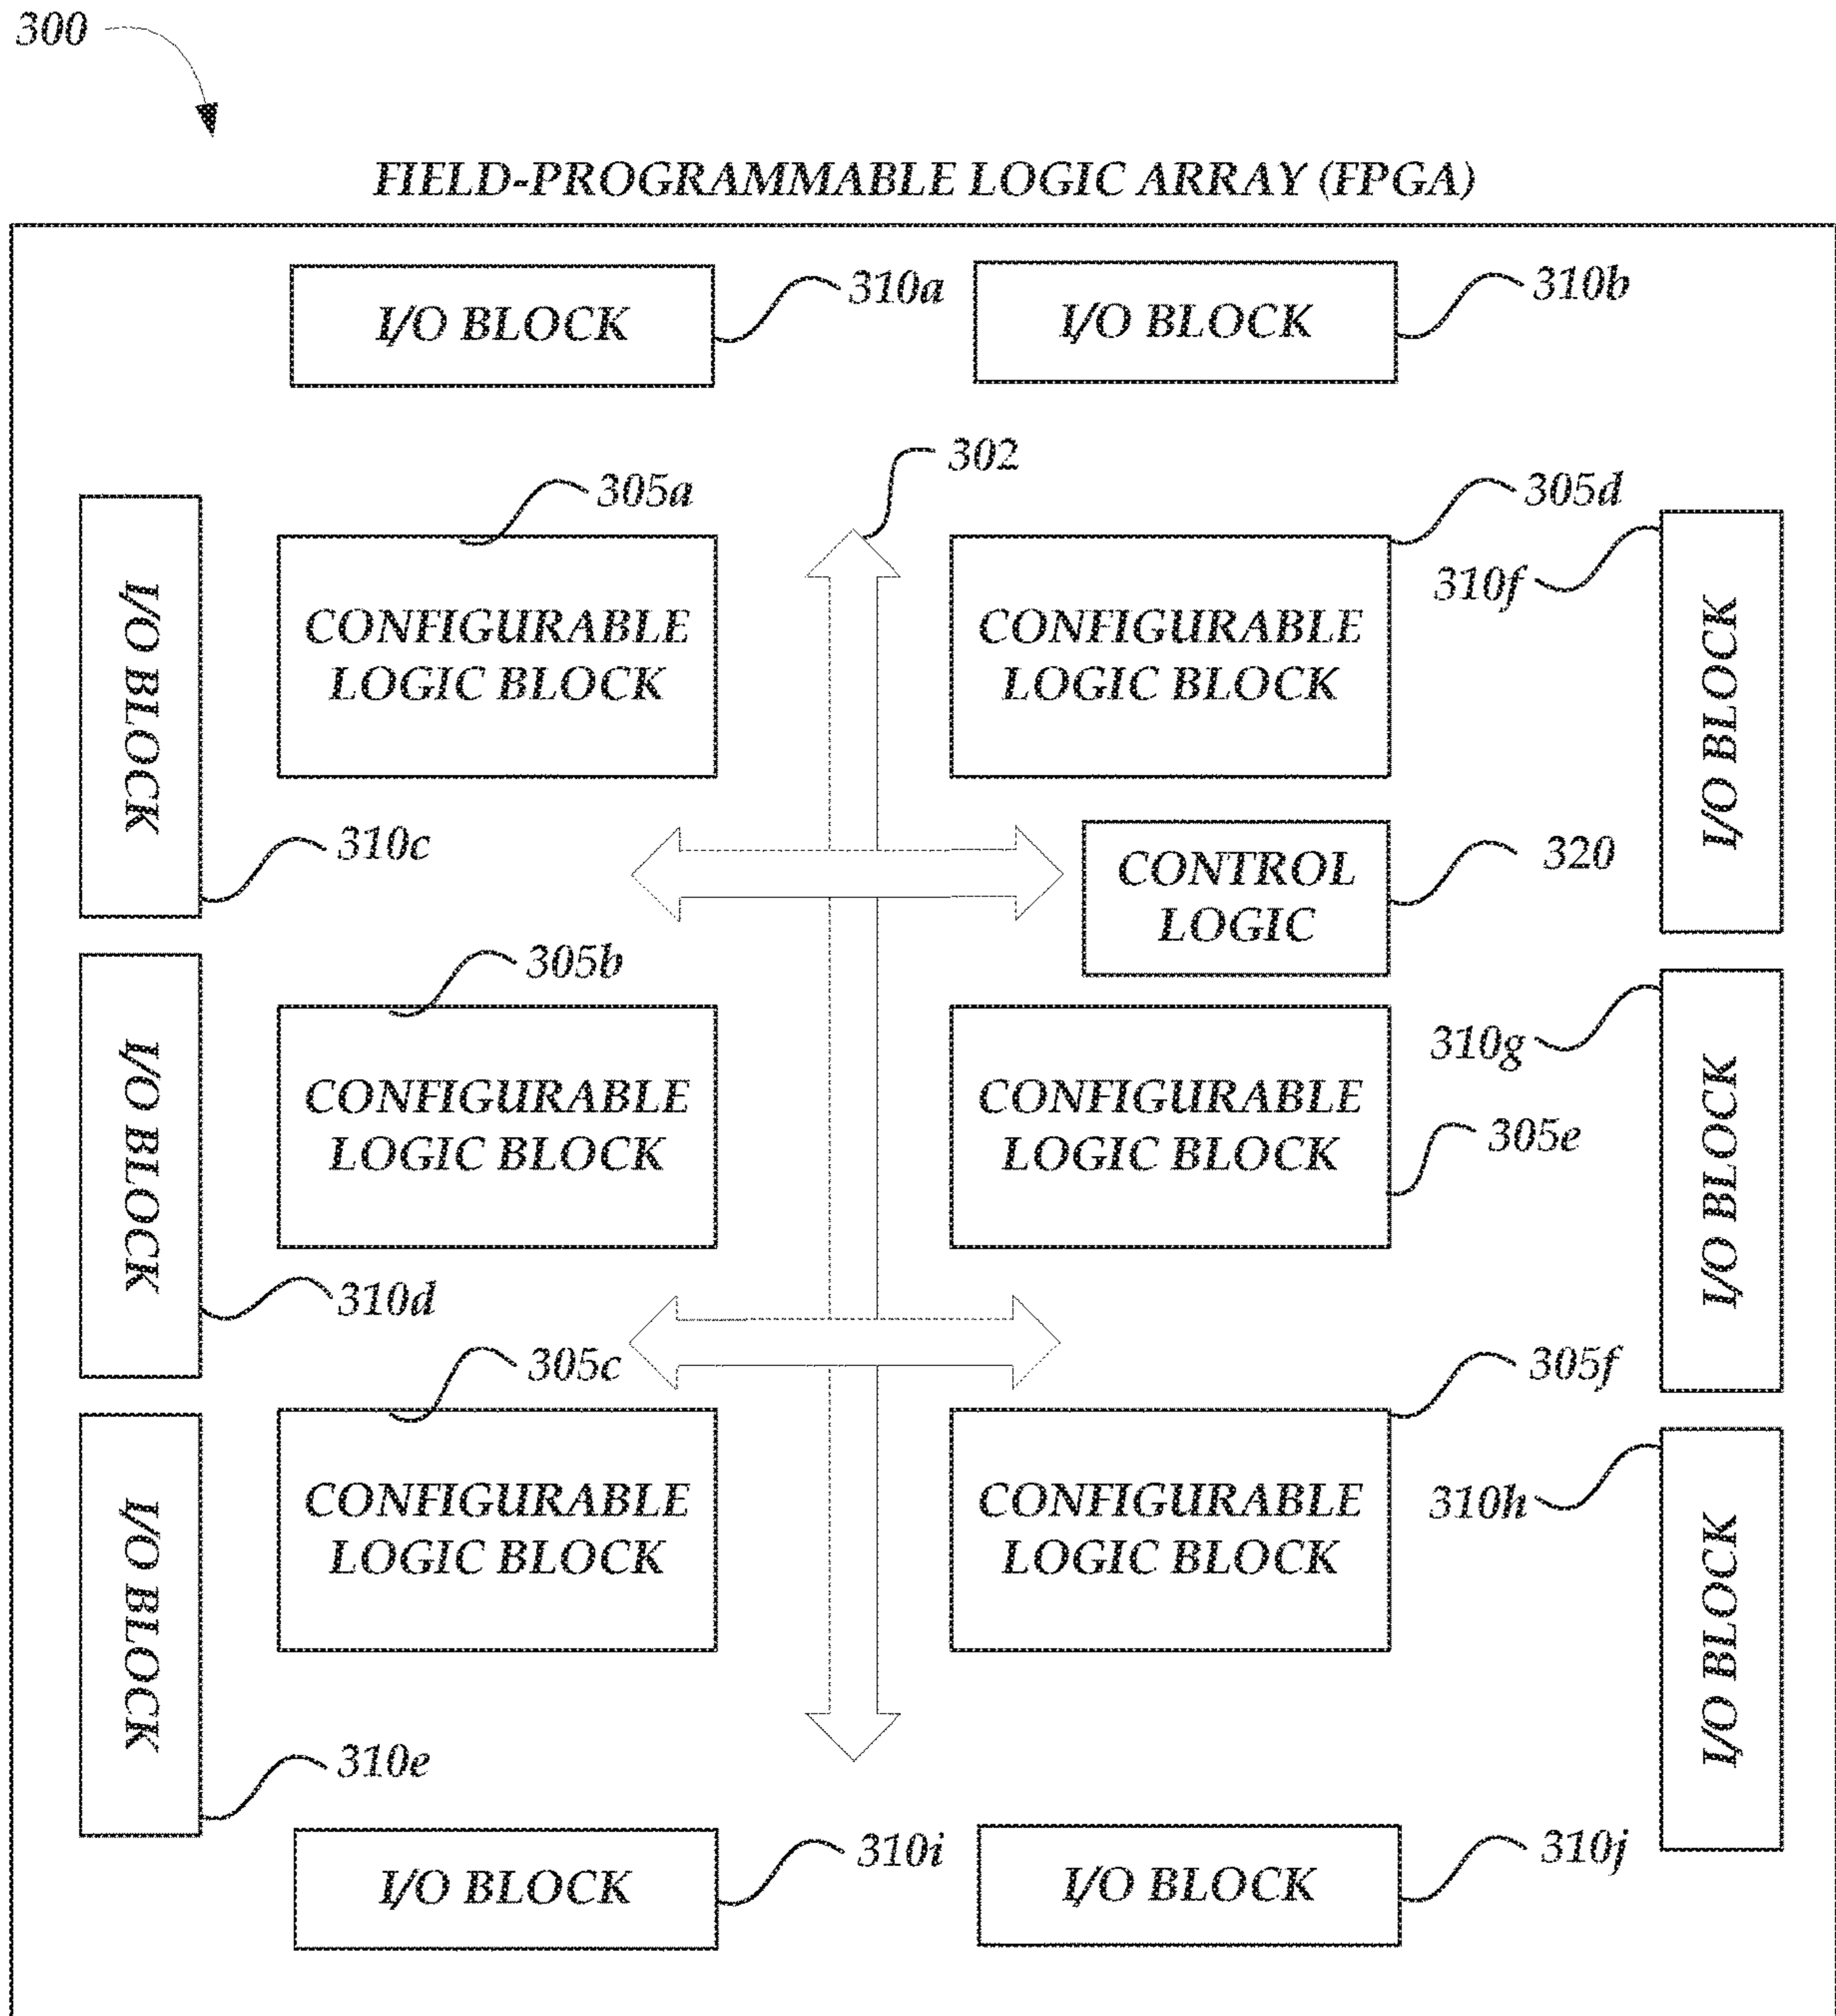 300
FIELD-PROGRAMMABLE LOGIC ARRAY (FPGA)
I/O BLOCK
310a
I/O BLOCK
310b
302
305a
305d
I/O BLOCK
CONFIGURABLE
LOGIC BLOCK
CONFIGURABLE
LOGIC BLOCK
310f
I/O BLOCK
310c
CONTROL
LOGIC
320
305b
I/O BLOCK
CONFIGURABLE
LOGIC BLOCK
CONFIGURABLE
LOGIC BLOCK
310g
305e
I/O BLOCK
310d
305c
305f
I/O BLOCK
CONFIGURABLE
LOGIC BLOCK
CONFIGURABLE
LOGIC BLOCK
310h
I/O BLOCK
310e
I/O BLOCK
310i
I/O BLOCK
310j